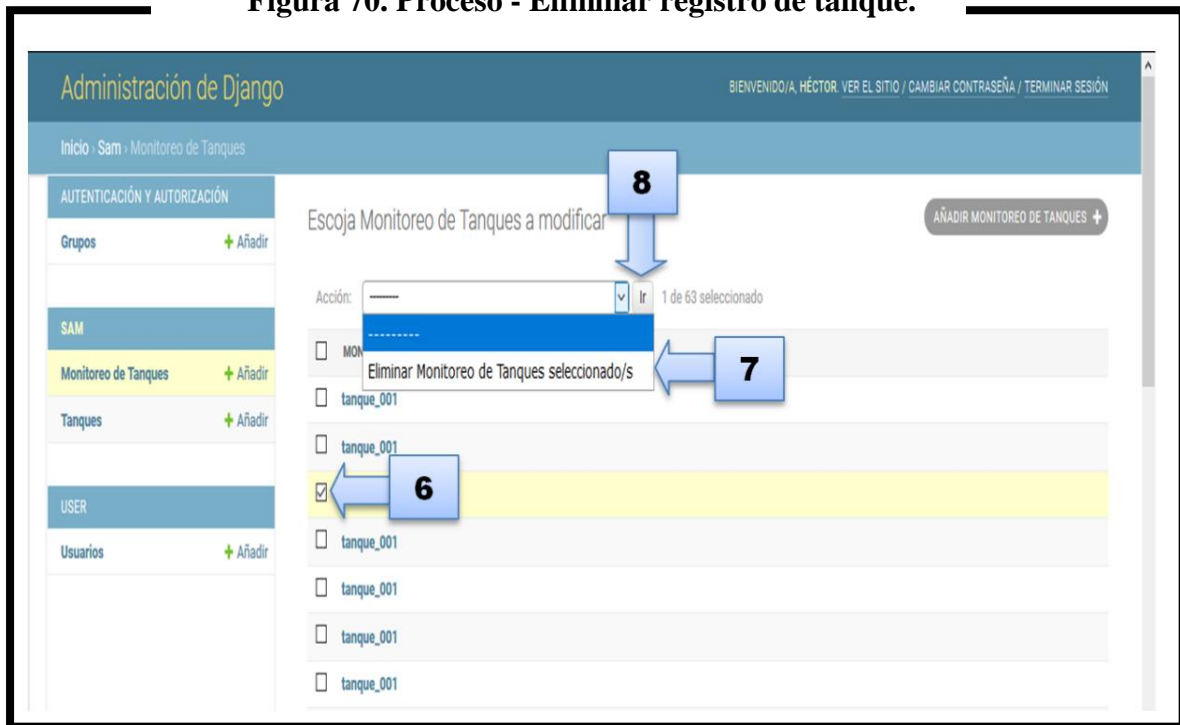 Figura 70. Proceso - Eliminar registro de tanque.
Administración de Django
BIENVENIDO/A, HÉCTOR. VER EL SITIO / CAMBIAR CONTRASEÑA / TERMINAR SESIÓN
Inicio › Sam › Monitoreo de Tanques
AUTENTICACIÓN Y AUTORIZACIÓN
Grupos + Añadir
SAM
Monitoreo de Tanques + Añadir
Tanques + Añadir
USER
Usuarios + Añadir
8
Escoja Monitoreo de Tanques a modificar
AÑADIR MONITOREO DE TANQUES +
Acción: --------- Ir 1 de 63 seleccionado
---------
Eliminar Monitoreo de Tanques seleccionado/s
7
tanque_001
tanque_001
6
tanque_001
tanque_001
tanque_001
tanque_001